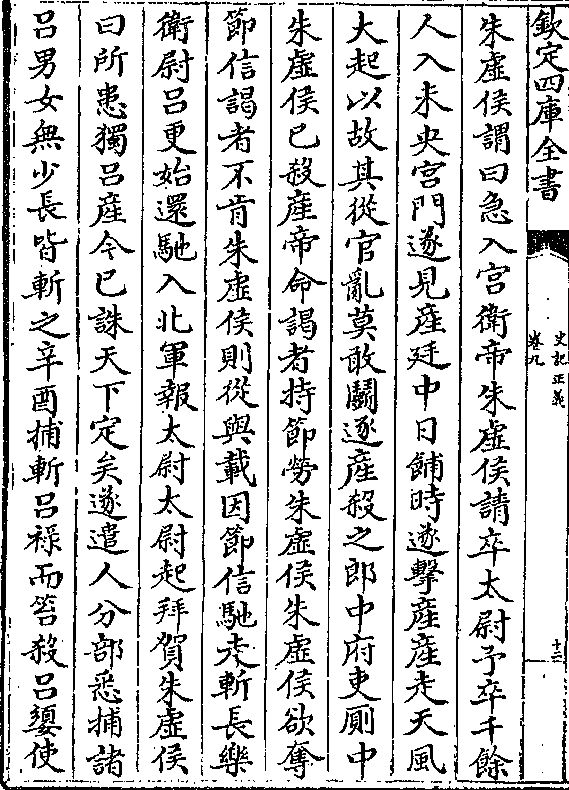 欽定四庫全書
史記正義
卷九
十三
朱虛侯謂曰急入宮衛帝朱虛侯請卒太尉予卒千餘
人入未央宮門遂見産廷中日餔時遂擊産産走天風
大起以故其從官亂莫敢鬭逐産殺之郎中府吏厠中
朱虛侯已殺産帝命謁者持節勞朱虛侯朱虛侯欲奪
節信謁者不肯朱虛侯則從與載因節信馳走斬長樂
衛尉呂更始還馳入北軍報太尉太尉起拜賀朱虛侯
曰所患獨呂産今已誅天下定矣遂遣人分部悉捕諸
呂男女無少長皆斬之辛酉捕斬呂祿而笞殺呂嬃使